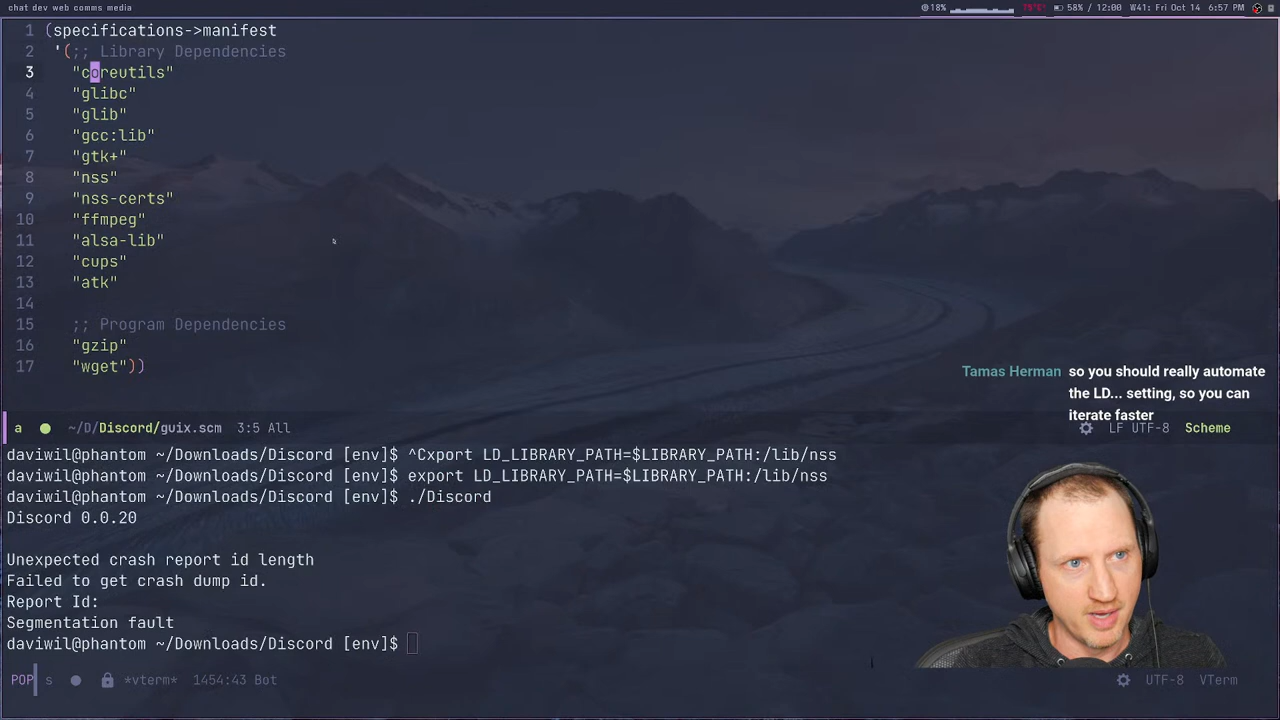 chat dev web comms media
18%
79°C
58% / 12:00
W41: Fri Oct 14
6:57 PM
1 (specifications->manifest
2 '(;; Library Dependencies
3 "coreutils"
4 "glibc"
5 "glib"
6 "gcc:lib"
7 "gtk+"
8 "nss"
9 "nss-certs"
10 "ffmpeg"
11 "alsa-lib"
12 "cups"
13 "atk"
14
15 ;; Program Dependencies
16 "gzip"
17 "wget"))
Tamas Herman so you should really automate
the LD... setting, so you can
iterate faster
a ~/D/Discord/guix.scm 3:5 All LF UTF-8 Scheme
daviwil@phantom ~/Downloads/Discord [env]$ ^Cxport LD_LIBRARY_PATH=$LIBRARY_PATH:/lib/nss
daviwil@phantom ~/Downloads/Discord [env]$ export LD_LIBRARY_PATH=$LIBRARY_PATH:/lib/nss
daviwil@phantom ~/Downloads/Discord [env]$ ./Discord
Discord 0.0.20
Unexpected crash report id length
Failed to get crash dump id.
Report Id:
Segmentation fault
daviwil@phantom ~/Downloads/Discord [env]$
POP s *vterm* 1454:43 Bot UTF-8 VTerm